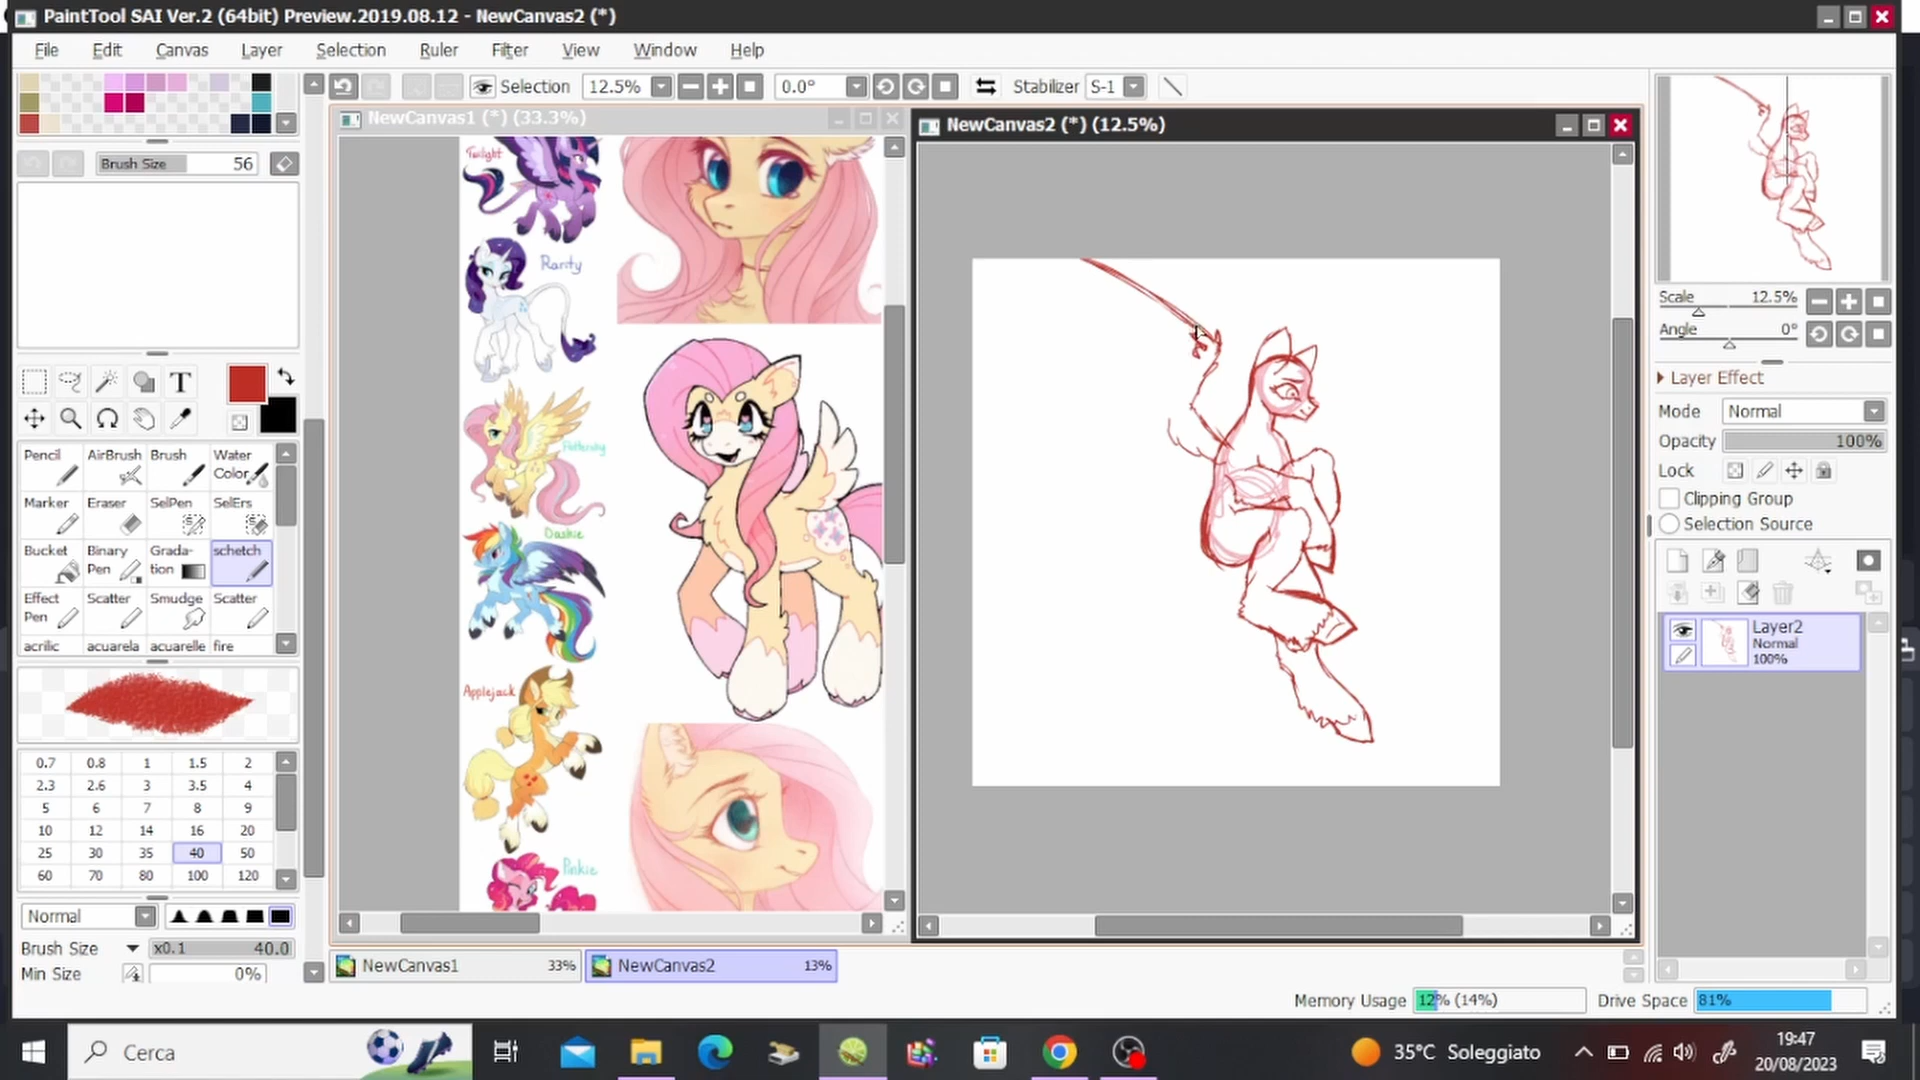 PaintTool SAI Ver.2 (64bit) Preview.2019.08.12 - NewCanvas2 (*)
File Edit Canvas Layer Selection Ruler Filter View Window Help
Selection 12.5% 0.0° Stabilizer S-1
Brush Size 56
T
Pencil AirBrush Brush Water Color
Marker Eraser SelPen SelErs
Bucket Binary Pen Grada-tion schetch
Effect Pen Scatter Smudge Scatter
acrilic acuarela acuarelle fire
0.7 0.8 1 1.5 2
2.3 2.6 3 3.5 4
5 6 7 8 9
10 12 14 16 20
25 30 35 40 50
60 70 80 100 120
Normal
Brush Size x0.1 40.0
Min Size 0%
NewCanvas1 (*) (33.3%)
Twilight
Rarity
Fluttershy
Dashie
Applejack
Pinkie
NewCanvas2 (*) (12.5%)
Scale 12.5%
Angle 0°
Layer Effect
Mode Normal
Opacity 100%
Lock
Clipping Group
Selection Source
Layer2
Normal
100%
NewCanvas1 33%
NewCanvas2 13%
Memory Usage 12% (14%) Drive Space 81%
Cerca
35°C Soleggiato
19:47
20/08/2023